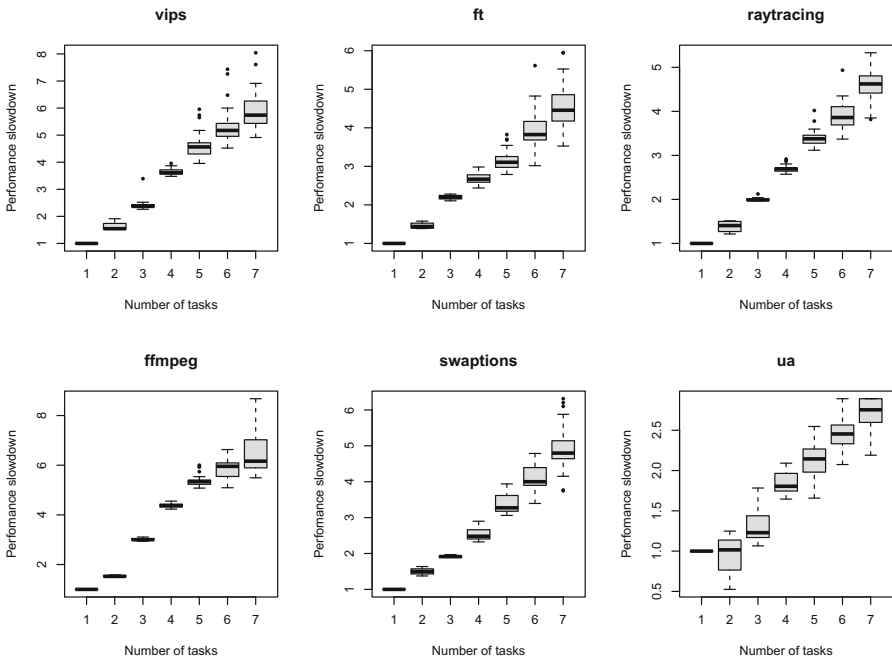 vips
Perfomance slowdown
8
7
6
5
4
3
2
1
1 2 3 4 5 6 7
Number of tasks
ft
Perfomance slowdown
6
5
4
3
2
1
1 2 3 4 5 6 7
Number of tasks
raytracing
Perfomance slowdown
5
4
3
2
1
1 2 3 4 5 6 7
Number of tasks
ffmpeg
Perfomance slowdown
8
6
4
2
1 2 3 4 5 6 7
Number of tasks
swaptions
Perfomance slowdown
6
5
4
3
2
1
1 2 3 4 5 6 7
Number of tasks
ua
Perfomance slowdown
2.5
2.0
1.5
1.0
0.5
1 2 3 4 5 6 7
Number of tasks